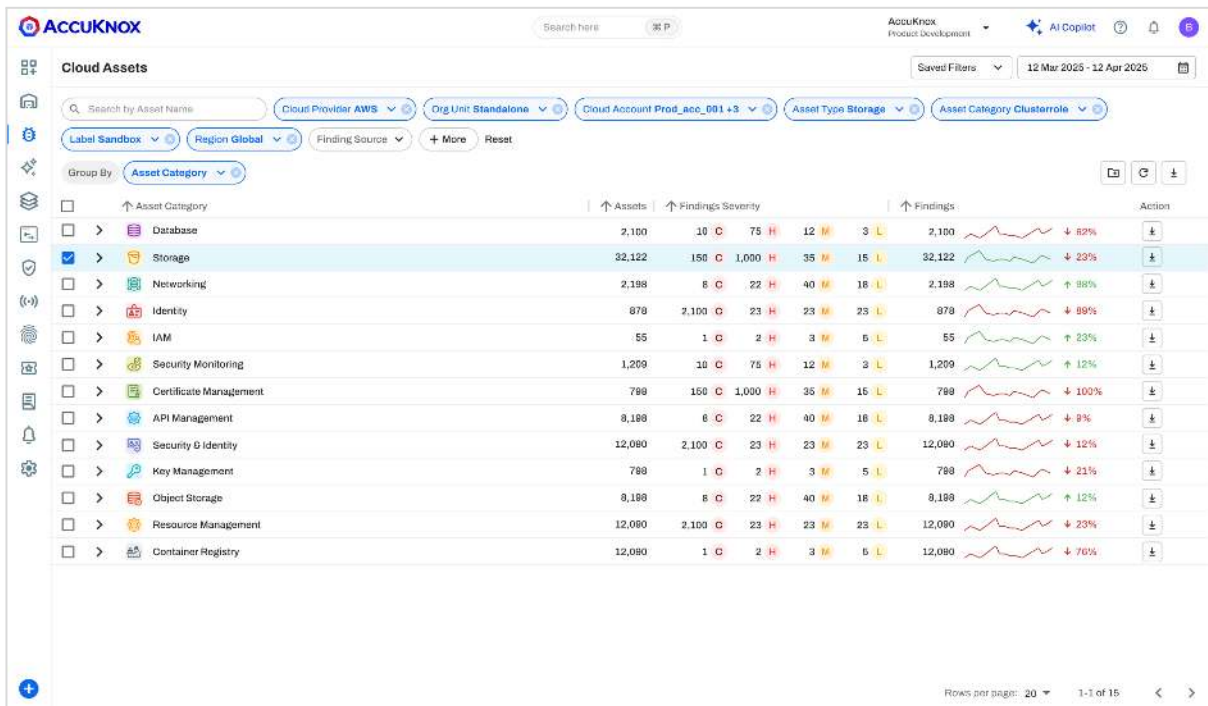 ACCUKNOX
Search here
⌘ P
AccuKnox
Product Development
AI Copilot
Cloud Assets
Saved Filters
12 Mar 2025 - 12 Apr 2025
Search by Asset Name
Cloud Provider AWS
Org Unit Standalone
Cloud Account Prod_acc_001 +3
Asset Type Storage
Asset Category Clusterrole
Label Sandbox
Region Global
Finding Source
+ More
Reset
Group By
Asset Category
Asset Category Assets Findings Severity Findings Action
Database 2,100 10 C 75 H 12 M 3 L 2,100 62%
Storage 32,122 150 C 1,000 H 35 M 15 L 32,122 23%
Networking 2,198 8 C 22 H 40 M 18 L 2,198 98%
Identity 878 2,100 C 23 H 23 M 23 L 878 89%
IAM 55 1 C 2 H 3 M 5 L 55 23%
Security Monitoring 1,209 10 C 75 H 12 M 3 L 1,209 12%
Certificate Management 798 150 C 1,000 H 35 M 15 L 798 100%
API Management 8,198 8 C 22 H 40 M 18 L 8,198 9%
Security & Identity 12,090 2,100 C 23 H 23 M 23 L 12,090 12%
Key Management 798 1 C 2 H 3 M 5 L 798 21%
Object Storage 8,198 8 C 22 H 40 M 18 L 8,198 12%
Resource Management 12,090 2,100 C 23 H 23 M 23 L 12,090 23%
Container Registry 12,090 1 C 2 H 3 M 5 L 12,090 76%
Rows per page: 20
1-1 of 15